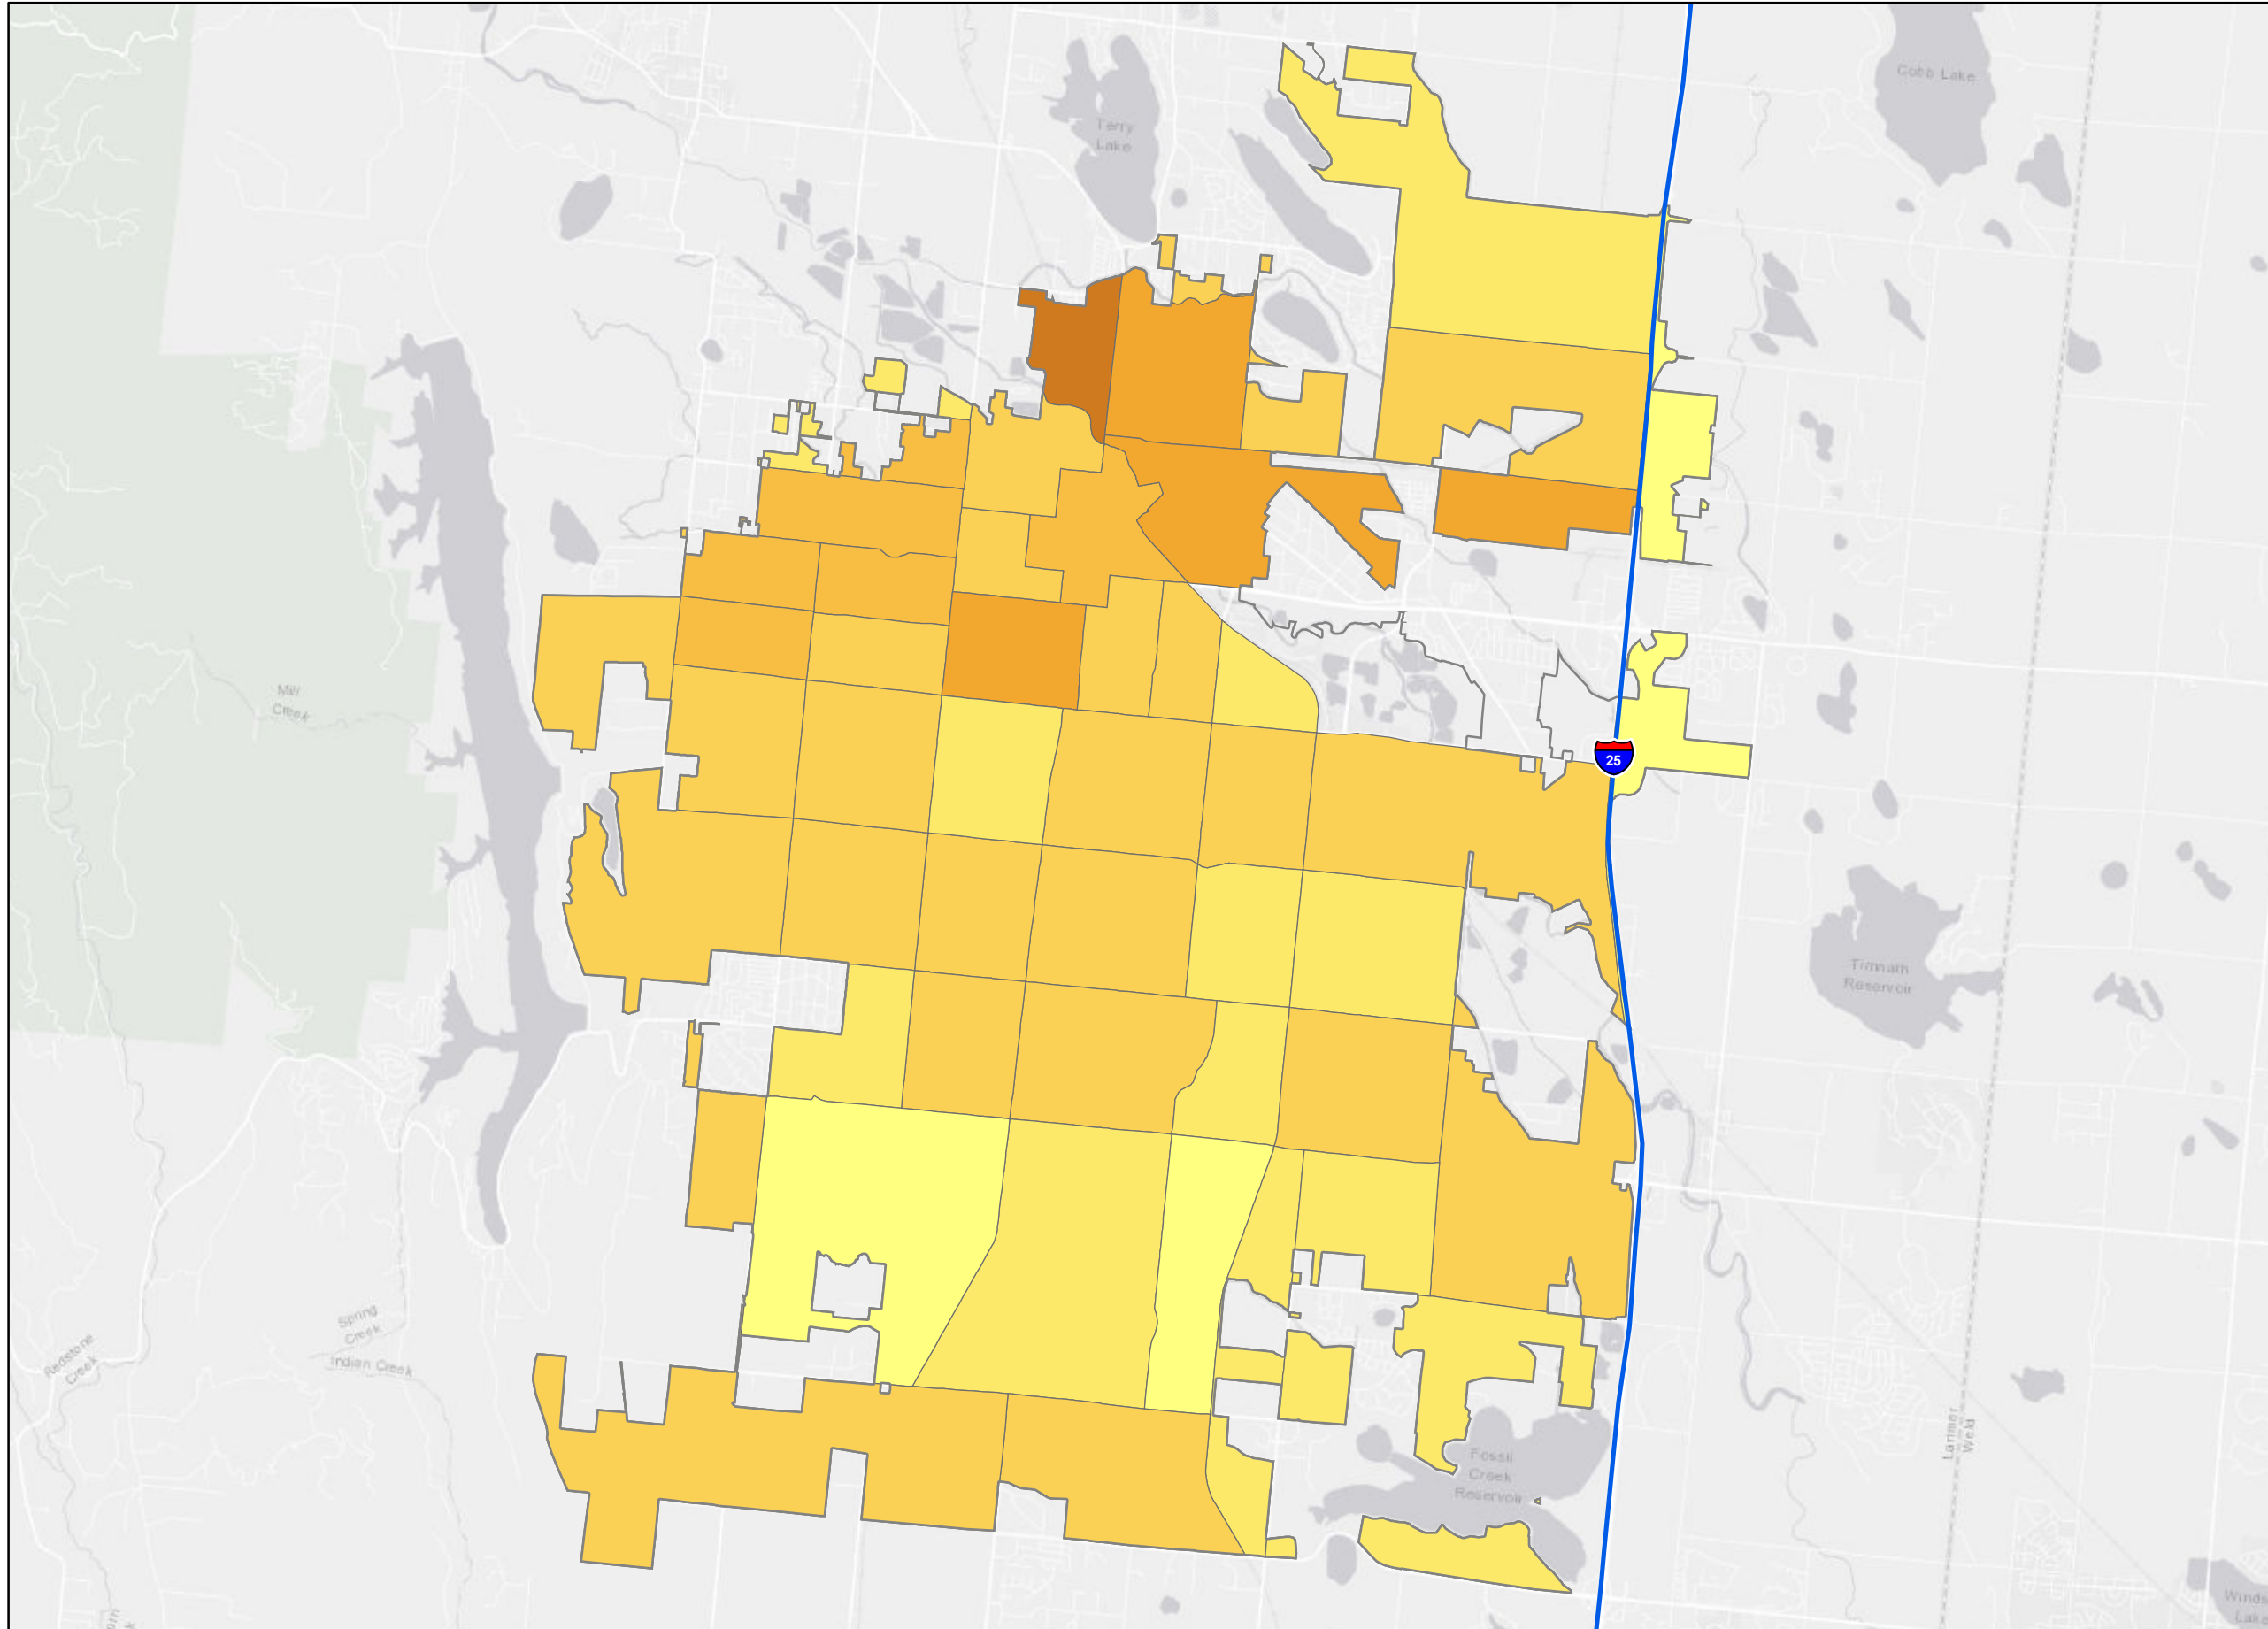 Cobb Lake
Terry
Lake
Mill
Creek
25
Timnath
Reservoir
Spring
Creek
Redstone
Creek
Indian Creek
Larimer
Weld
Fossil
Creek
Reservoir
Lake